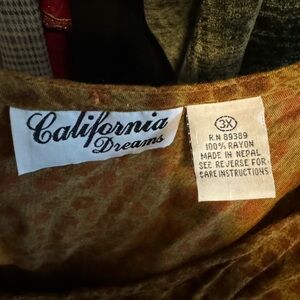 California
Dreams
3X
R.N 89389
100% RAYON
MADE IN NEPAL
SEE REVERSE FOR
CARE INSTRUCTIONS